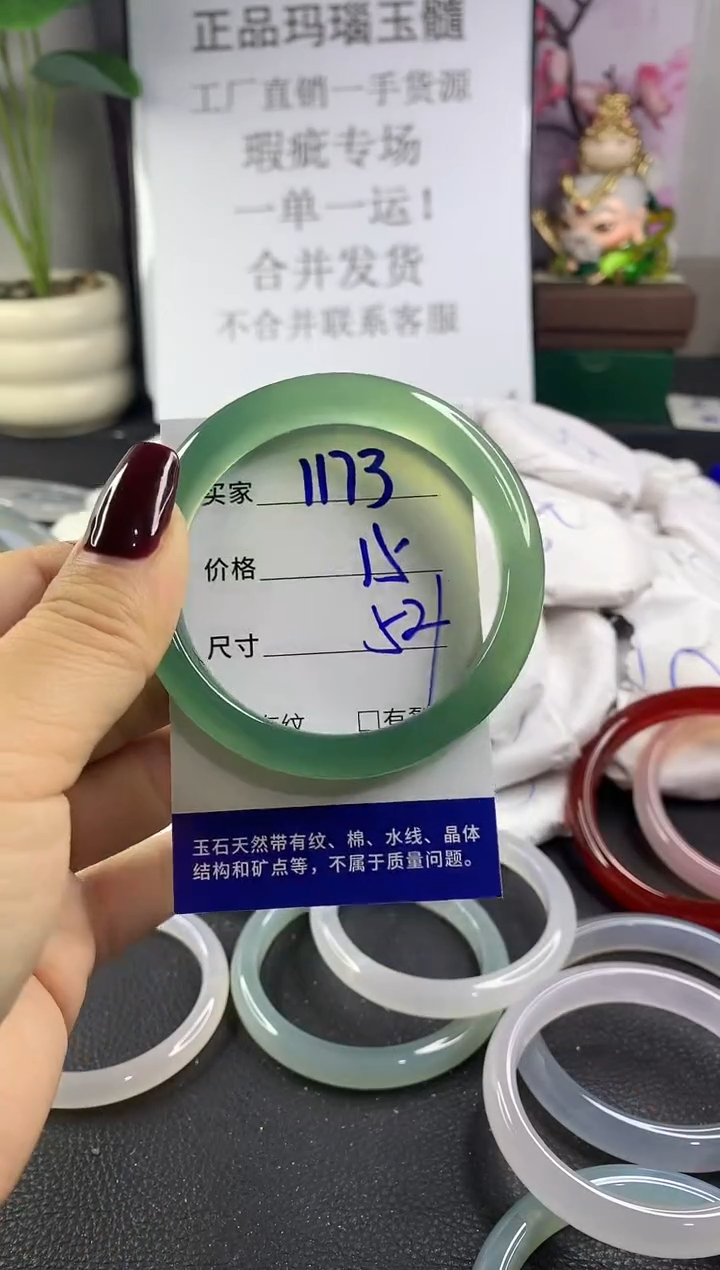 正品玛瑙玉髓
工厂直销一手货源
瑕疵专场
一单一运！
合并发货
不合并联系客服
买家 1173
价格 15
尺寸 52
纹 □有
玉石天然带有纹、棉、水线、晶体
结构和矿点等，不属于质量问题。